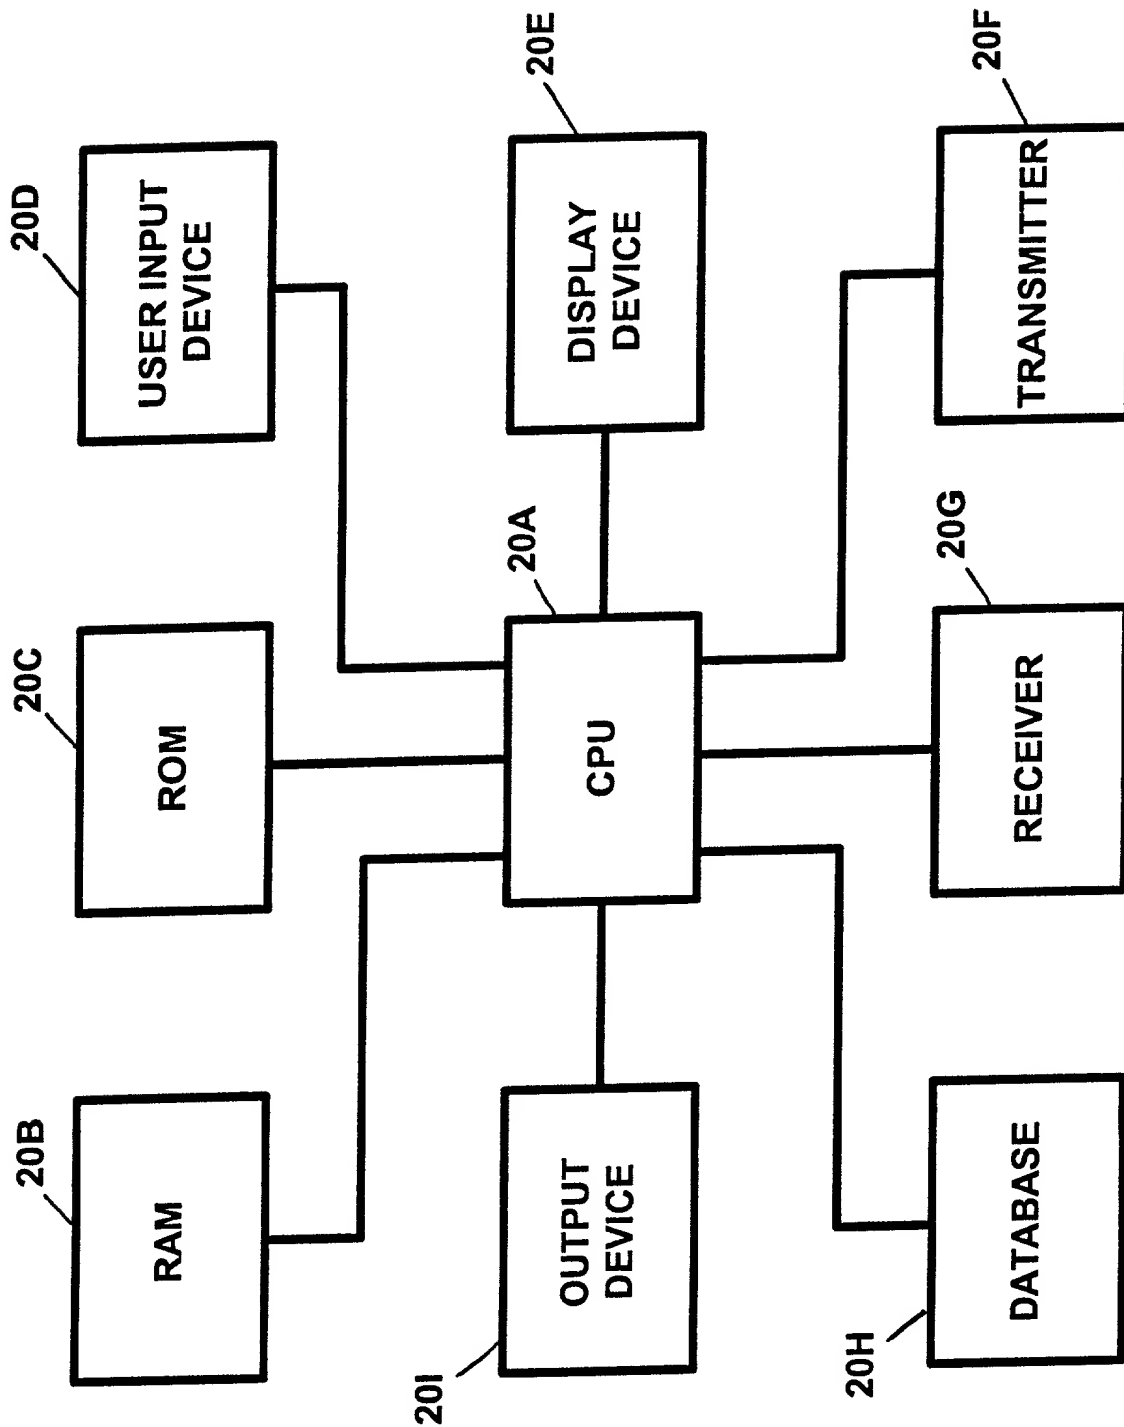 20B
RAM
20C
ROM
20D
USER INPUT
DEVICE
20I
OUTPUT
DEVICE
20A
CPU
20E
DISPLAY
DEVICE
20H
DATABASE
20G
RECEIVER
20F
TRANSMITTER